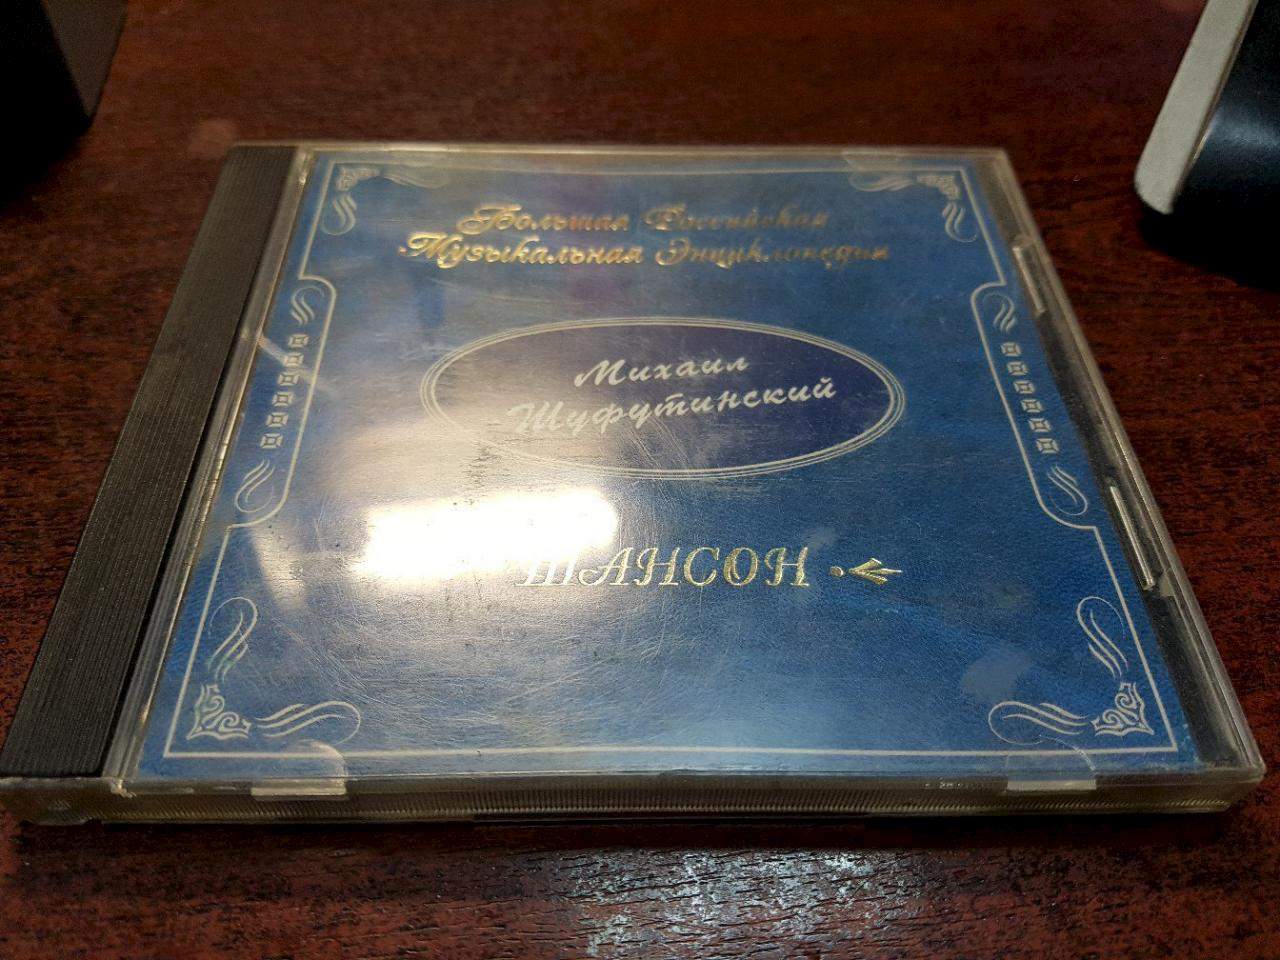 Большая Российская
Музыкальная Энциклопедия
Михаил
Шуфутинский
ШАНСОН